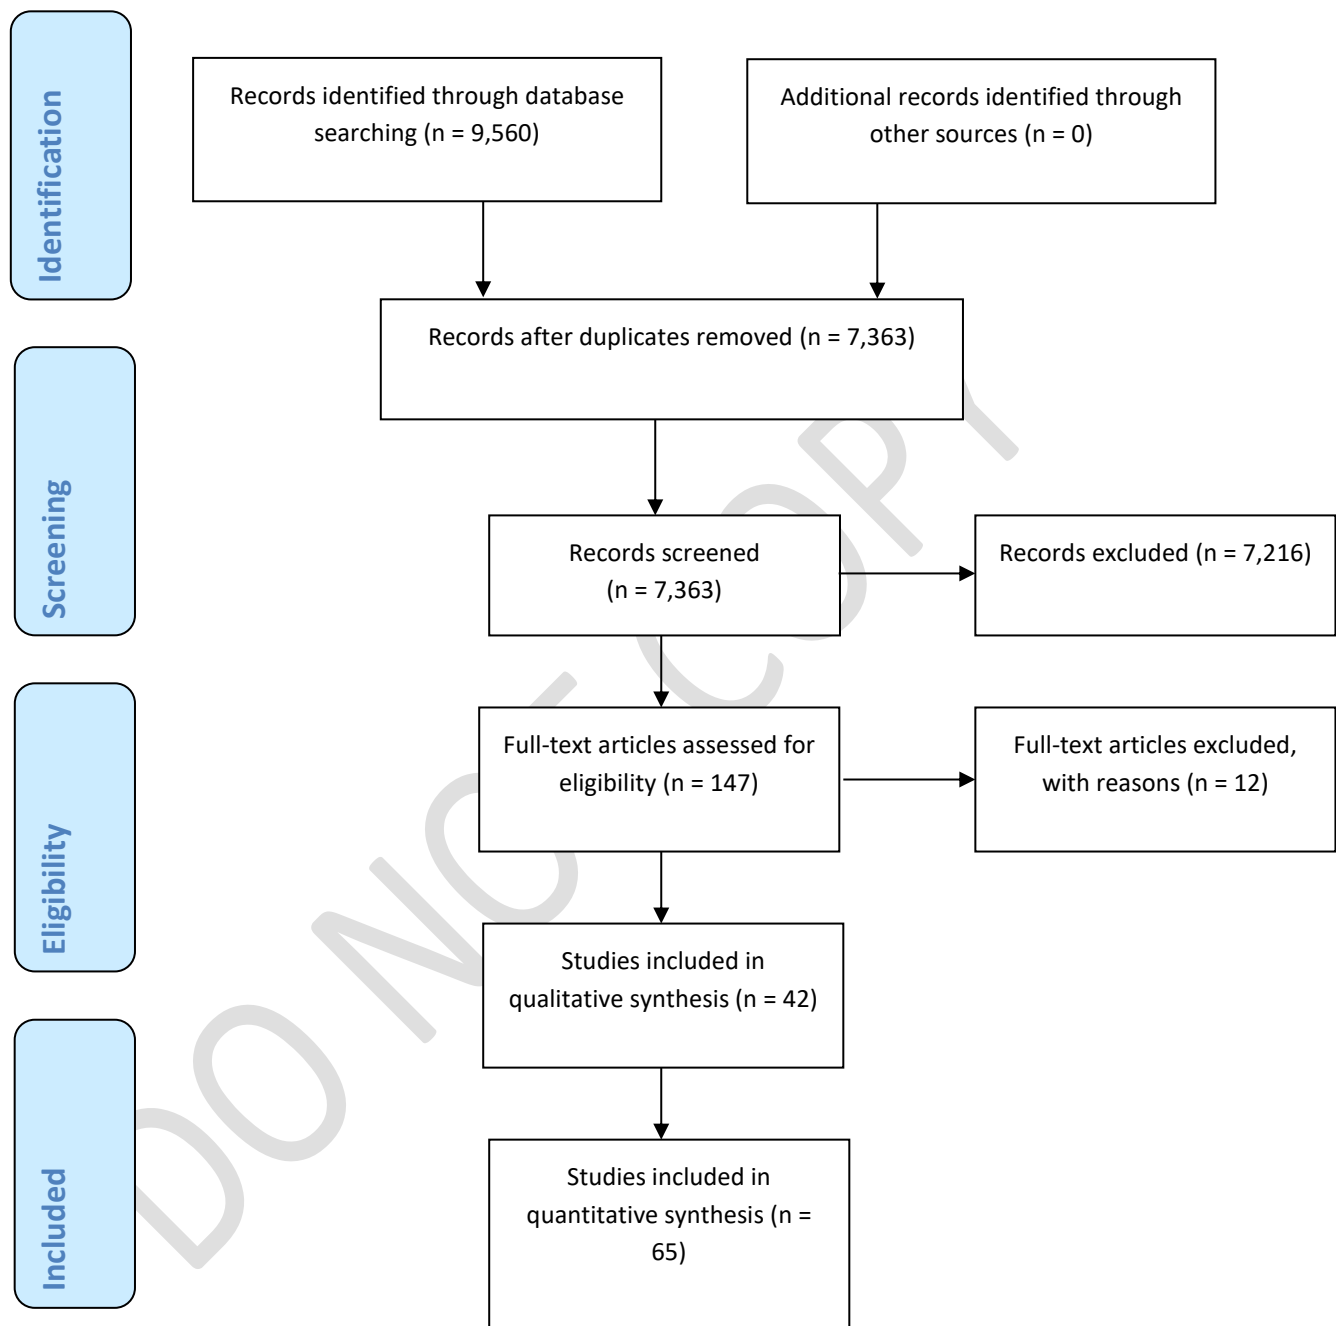 Identification
Records identified through database
searching (n = 9,560)
Additional records identified through
other sources (n = 0)
Records after duplicates removed (n = 7,363)
Screening
Records screened
(n = 7,363)
Records excluded (n = 7,216)
Eligibility
Full-text articles assessed for
eligibility (n = 147)
Full-text articles excluded,
with reasons (n = 12)
Studies included in
qualitative synthesis (n = 42)
Included
Studies included in
quantitative synthesis (n =
65)
DO NOT COPY